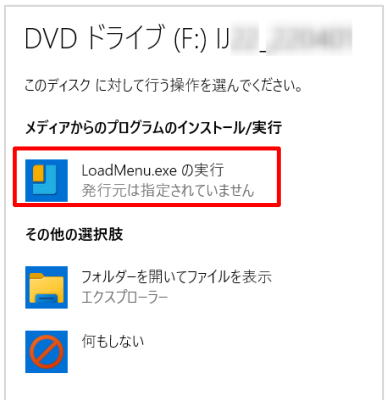 DVD ドライブ (F:) IJ
このディスク に対して行う操作を選んでください。
メディアからのプログラムのインストール/実行
LoadMenu.exe の実行
発行元は指定されていません
その他の選択肢
フォルダーを開いてファイルを表示
エクスプローラー
何もしない